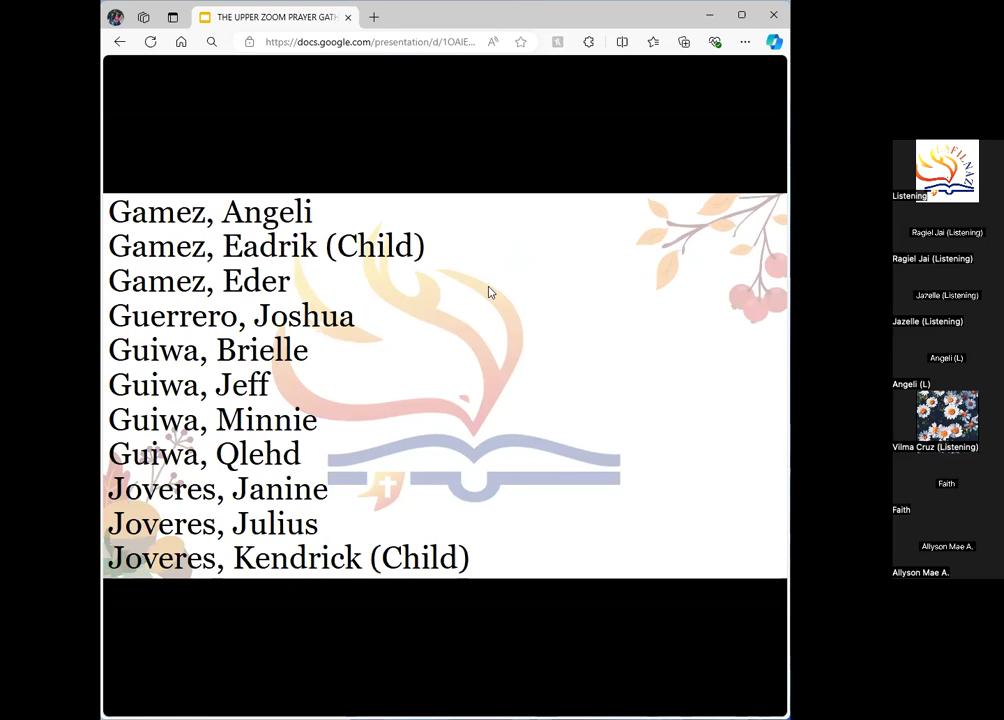 THE UPPER ZOOM PRAYER GATH
https://docs.google.com/presentation/d/1OAIE...
Gamez, Angeli
Gamez, Eadrik (Child)
Gamez, Eder
Guerrero, Joshua
Guiwa, Brielle
Guiwa, Jeff
Guiwa, Minnie
Guiwa, Qlehd
Joveres, Janine
Joveres, Julius
Joveres, Kendrick (Child)
FILNAZ
Listening
Ragiel Jai (Listening)
Ragiel Jai (Listening)
Jazelle (Listening)
Jazelle (Listening)
Angeli (L)
Angeli (L)
Vilma Cruz (Listening)
Faith
Faith
Allyson Mae A.
Allyson Mae A.